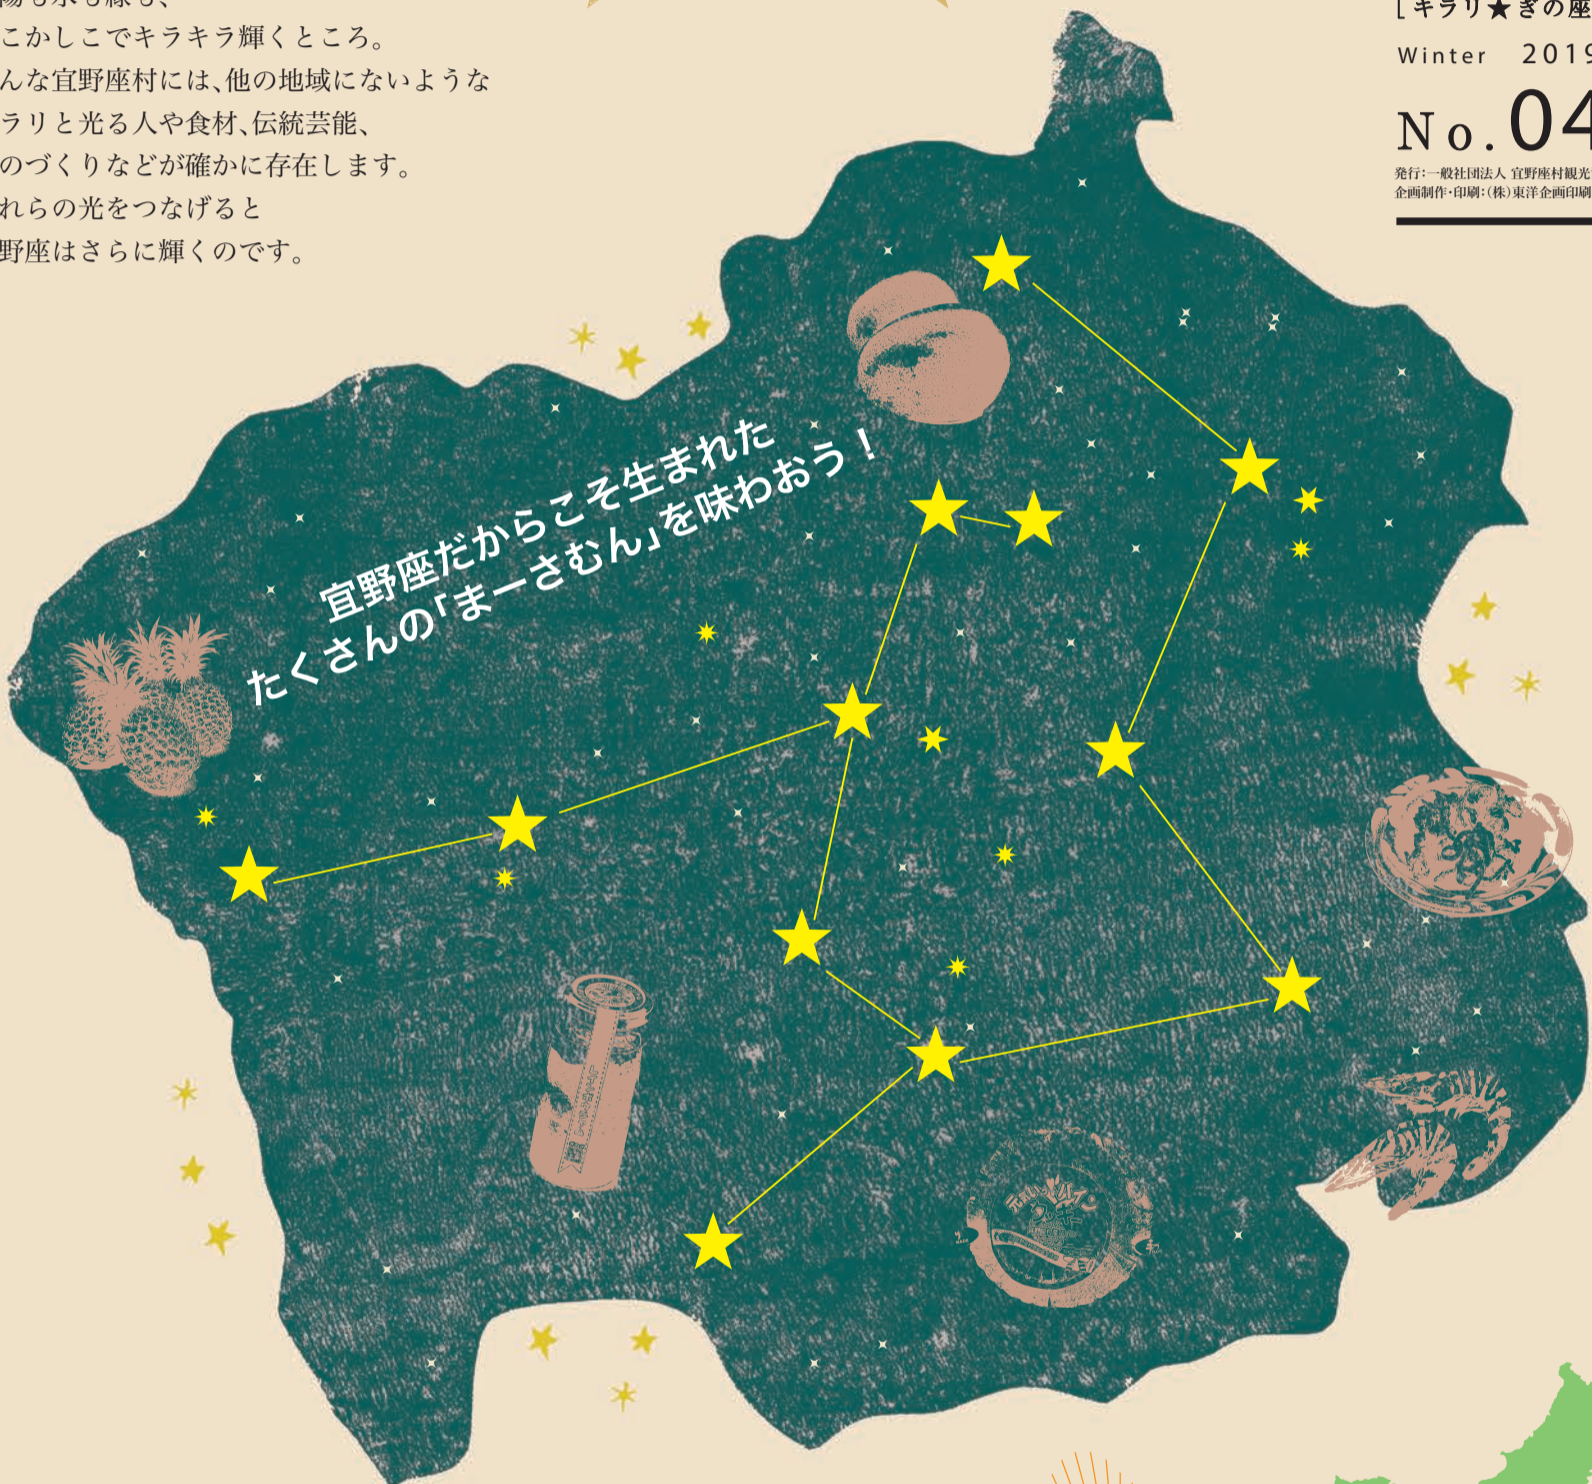 陽も水も緑も、
こかしこでキラキラ輝くところ。
んな宜野座村には、他の地域にないような
ラリと光る人や食材、伝統芸能、
のづくりなどが確かに存在します。
れらの光をつなげると
野座はさらに輝くのです。
[キラリ★ぎの座
Winter 2019
No.04
発行：一般社団法人 宜野座村観光
企画制作・印刷：（株）東洋企画印刷
宜野座だからこそ生まれた
たくさんの「まーさむん」を味わおう！